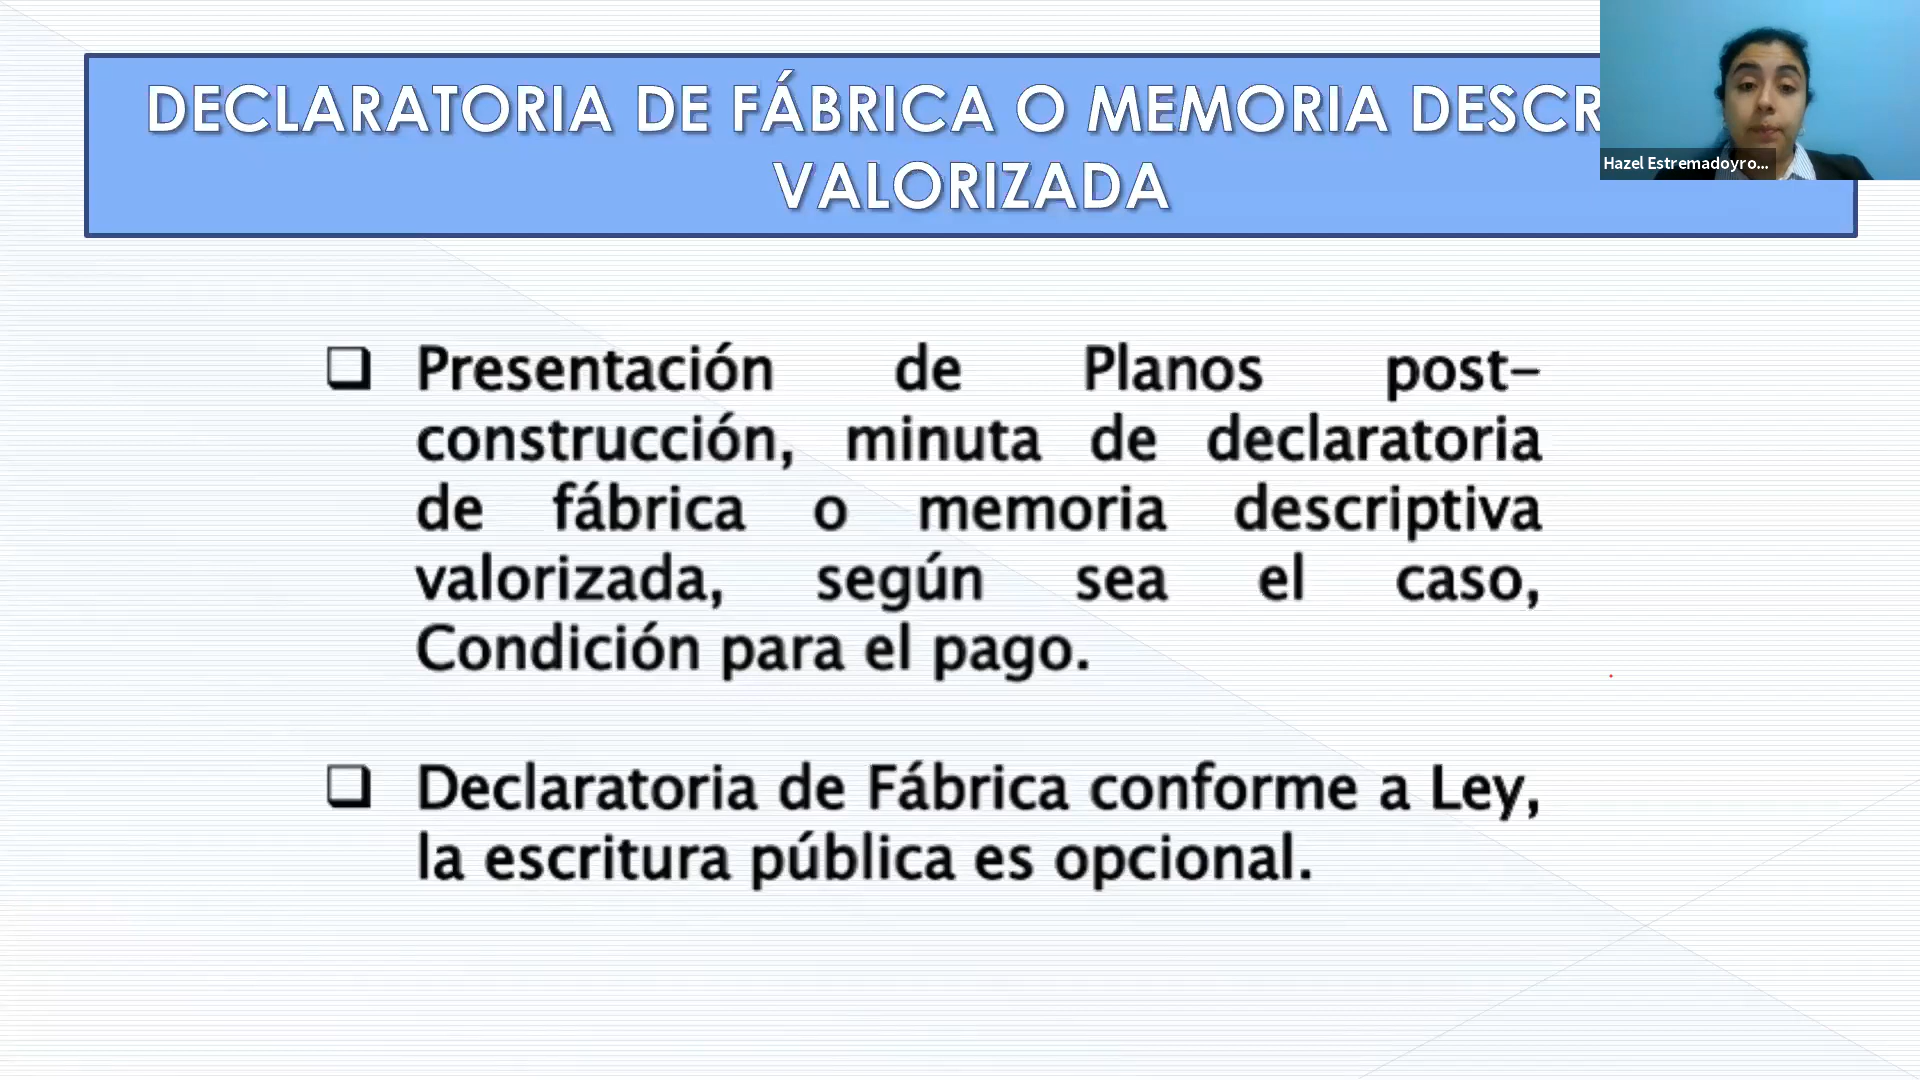 DECLARATORIA DE FÁBRICA O MEMORIA DESCR
VALORIZADA
Hazel Estremadoyro...
❑ Presentación de Planos post-
construcción, minuta de declaratoria
de fábrica o memoria descriptiva
valorizada, según sea el caso,
Condición para el pago.
❑ Declaratoria de Fábrica conforme a Ley,
la escritura pública es opcional.